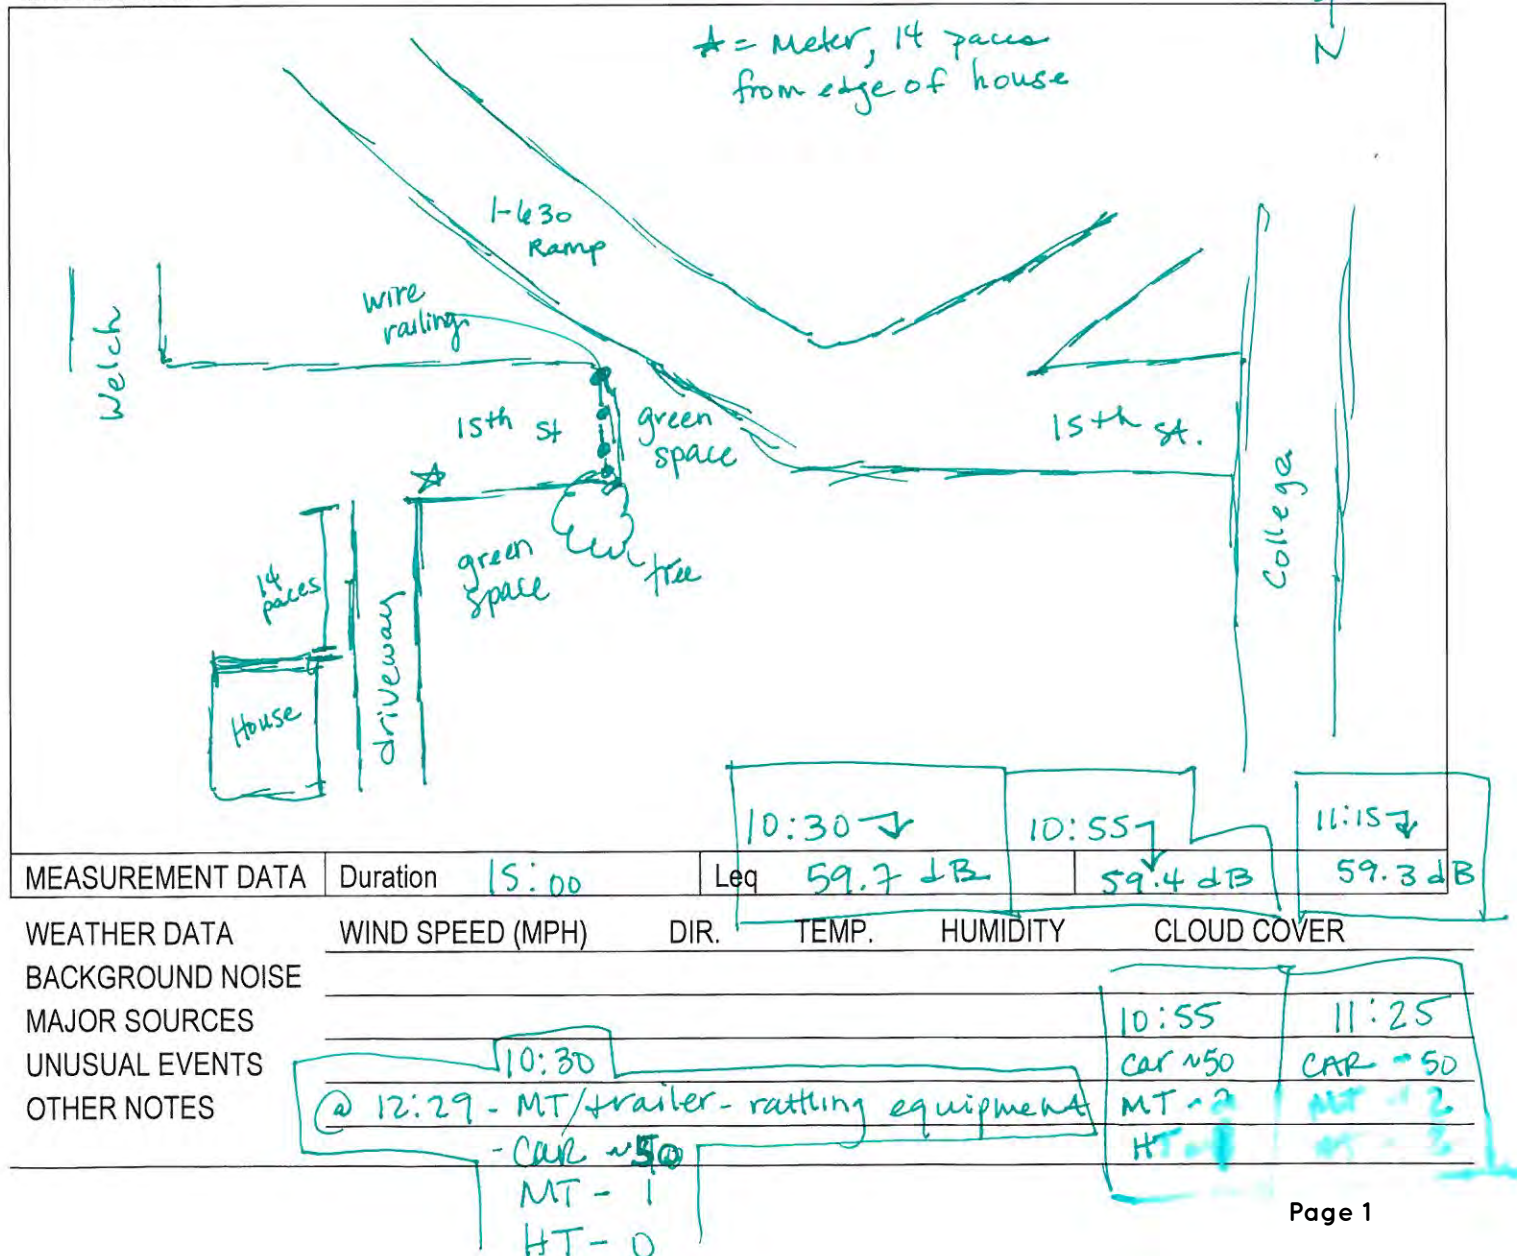 N
★ = Meter, 14 paces
from edge of house
I-630
Ramp
wire
railing
Welch
15th St
green
space
15th St.
College
green
space
tree
14
paces
driveway
House
10:30
10:55
11:15
MEASUREMENT DATA Duration 15:00 Leq 59.7 dB 59.4 dB 59.3 dB
WEATHER DATA WIND SPEED (MPH) DIR. TEMP. HUMIDITY CLOUD COVER
BACKGROUND NOISE
MAJOR SOURCES 10:55 11:25
UNUSUAL EVENTS 10:30 Car ~50 CAR ~50
OTHER NOTES @ 12:29 - MT/trailer - rattling equipment MT - 2 MT - 2
- CAR ~50 HT -
MT - 1
HT - 0
Page 1